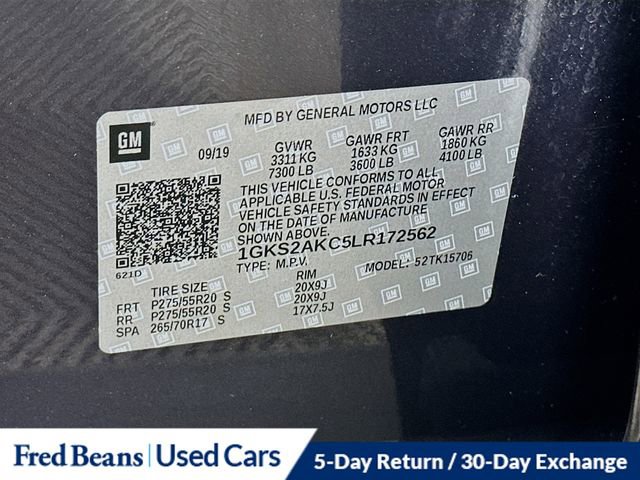 MFD BY GENERAL MOTORS LLC
GM
09/19 GVWR GAWR FRT GAWR RR
3311 KG 1633 KG 1860 KG
7300 LB 3600 LB 4100 LB
THIS VEHICLE CONFORMS TO ALL
APPLICABLE U.S. FEDERAL MOTOR
VEHICLE SAFETY STANDARDS IN EFFECT
ON THE DATE OF MANUFACTURE
SHOWN ABOVE.
1GKS2AKC5LR172562
621D
TYPE: M.P.V. MODEL: 52TK15706
TIRE SIZE RIM
FRT P275/55R20 S 20X9J
RR P275/55R20 S 20X9J
SPA 265/70R17 S 17X7.5J
Fred Beans | Used Cars
5-Day Return / 30-Day Exchange